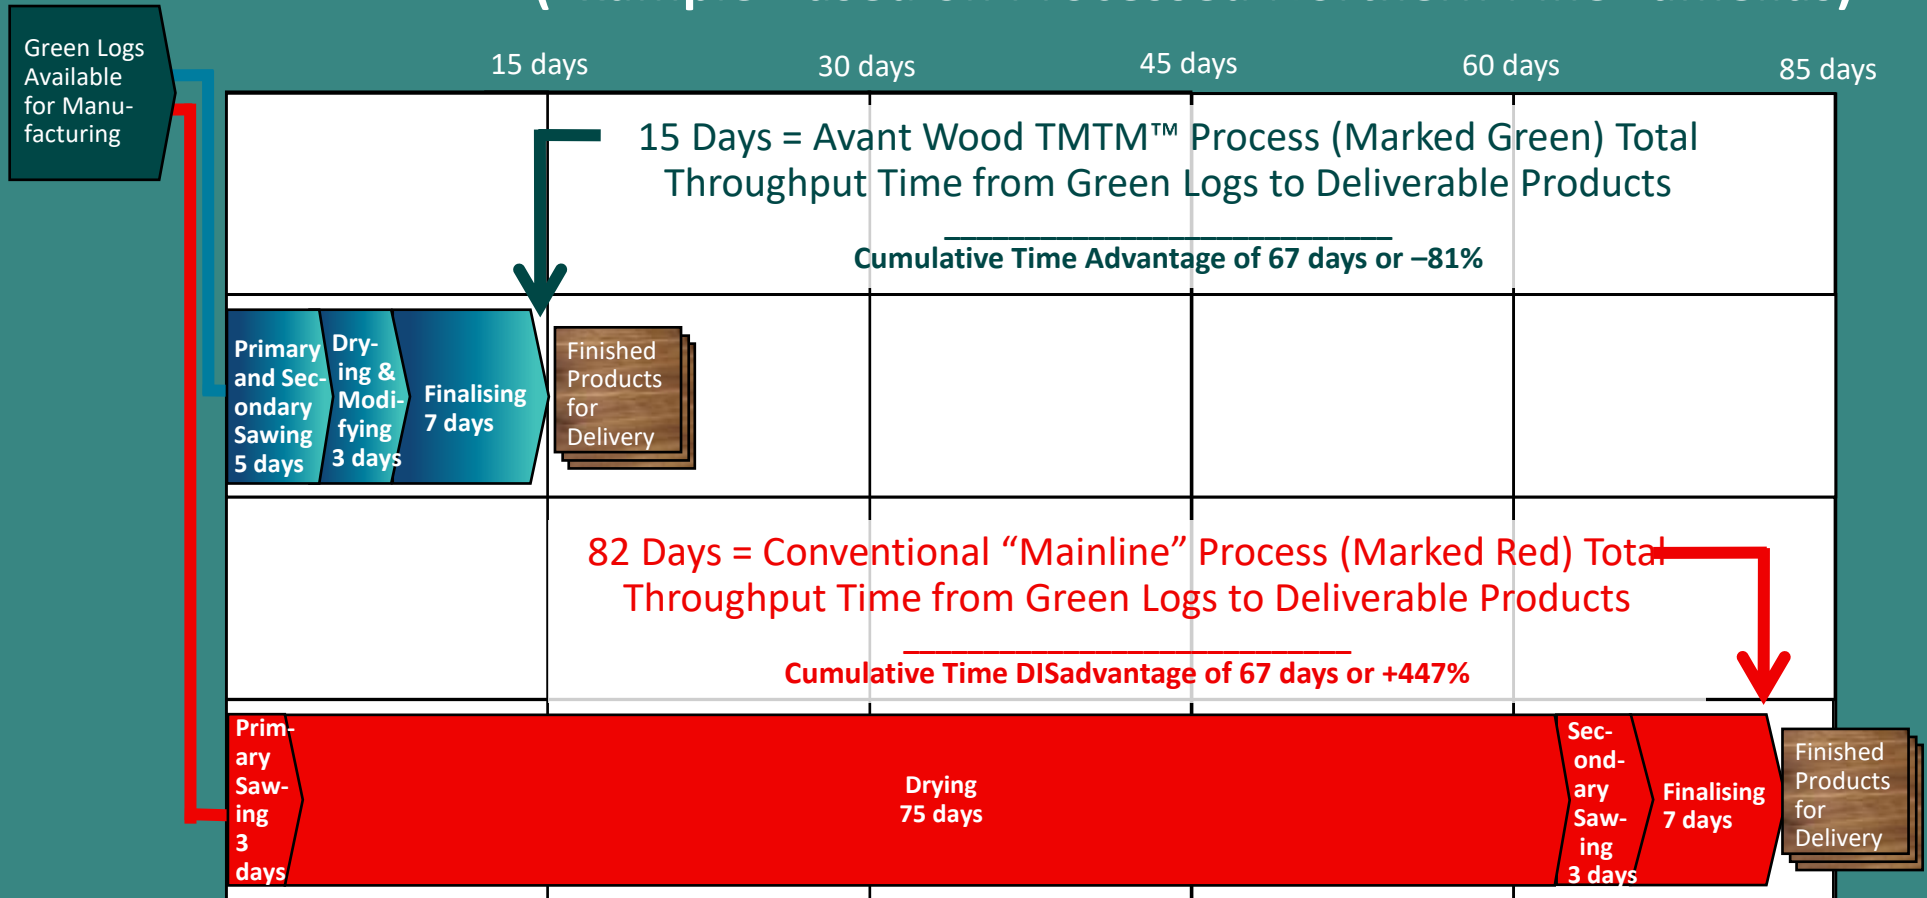 Green Logs
Available
for Manu-
facturing
15 days
30 days
45 days
60 days
85 days
15 Days = Avant Wood TMTM™ Process (Marked Green) Total
Throughput Time from Green Logs to Deliverable Products
Cumulative Time Advantage of 67 days or –81%
Primary
and Sec-
ondary
Sawing
5 days
Dry-
ing &
Modi-
fying
3 days
Finalising
7 days
Finished
Products
for
Delivery
82 Days = Conventional “Mainline” Process (Marked Red) Total
Throughput Time from Green Logs to Deliverable Products
Cumulative Time DISadvantage of 67 days or +447%
Prim-
ary
Saw-
ing
3
days
Drying
75 days
Sec-
ond-
ary
Saw-
ing
3 days
Finalising
7 days
Finished
Products
for
Delivery